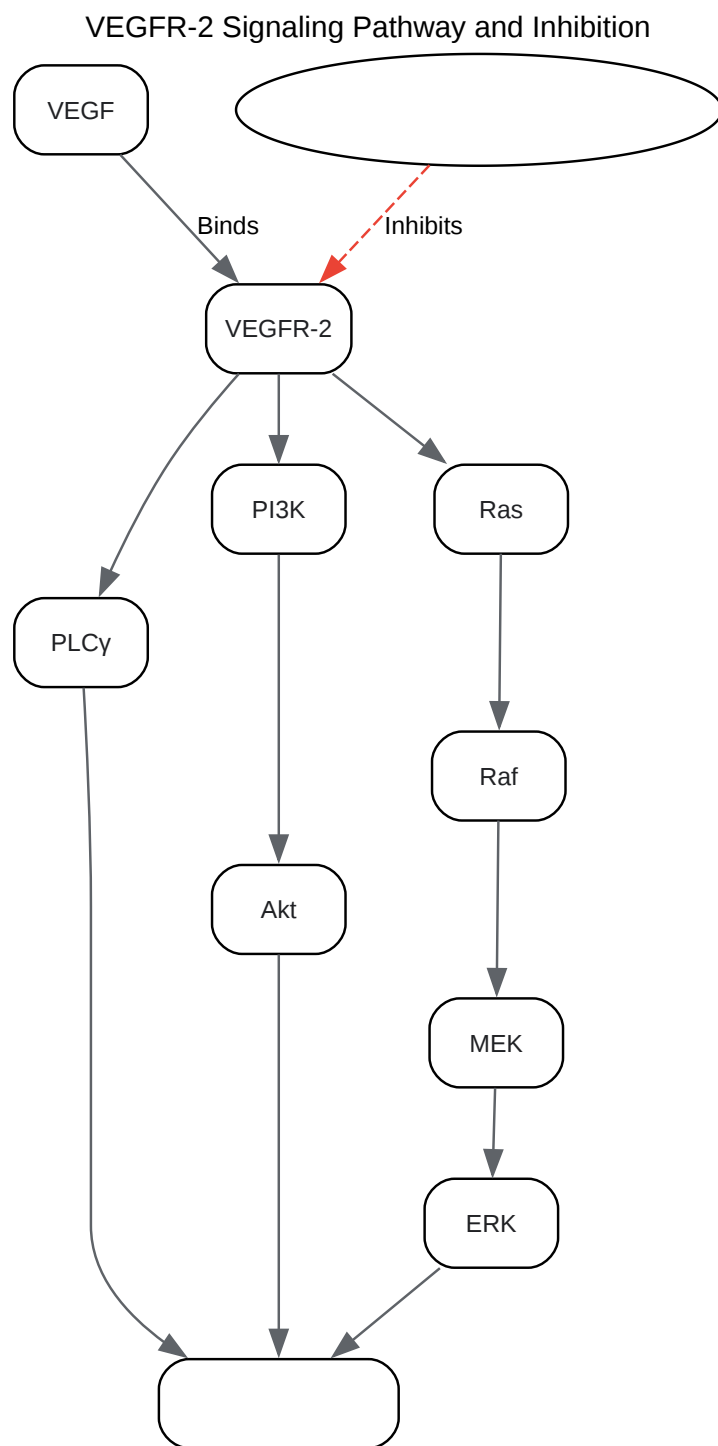 VEGFR-2 Signaling Pathway and Inhibition
VEGF
Binds
Inhibits
VEGFR-2
PI3K
Ras
PLCγ
Raf
Akt
MEK
ERK